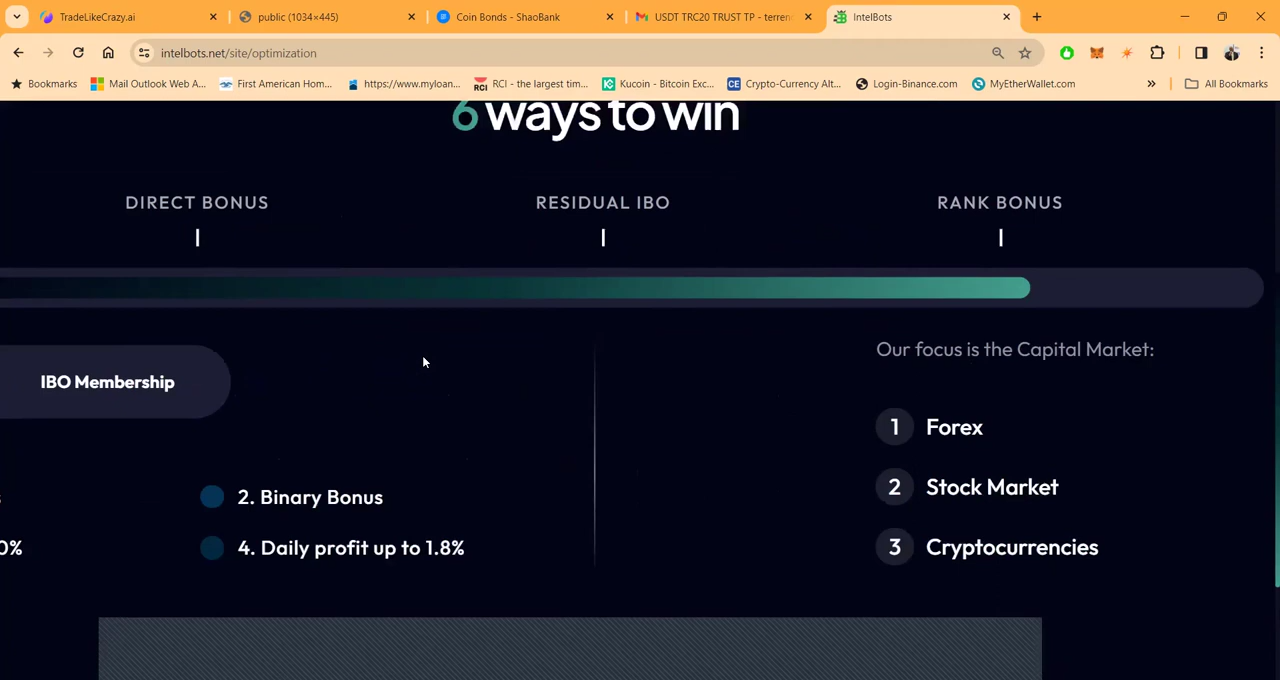 TradeLikeCrazy.ai
public (1034×445)
Coin Bonds - ShaoBank
USDT TRC20 TRUST TP - terren
IntelBots
intelbots.net/site/optimization
Bookmarks
Mail Outlook Web A...
First American Hom...
https://www.myloan...
RCI
RCI - the largest tim...
Kucoin - Bitcoin Exc...
CE
Crypto-Currency Alt...
Login-Binance.com
MyEtherWallet.com
»
All Bookmarks
6 ways to win
DIRECT BONUS
RESIDUAL IBO
RANK BONUS
IBO Membership
Our focus is the Capital Market:
1 Forex
2 Stock Market
3 Cryptocurrencies
2. Binary Bonus
0%
4. Daily profit up to 1.8%